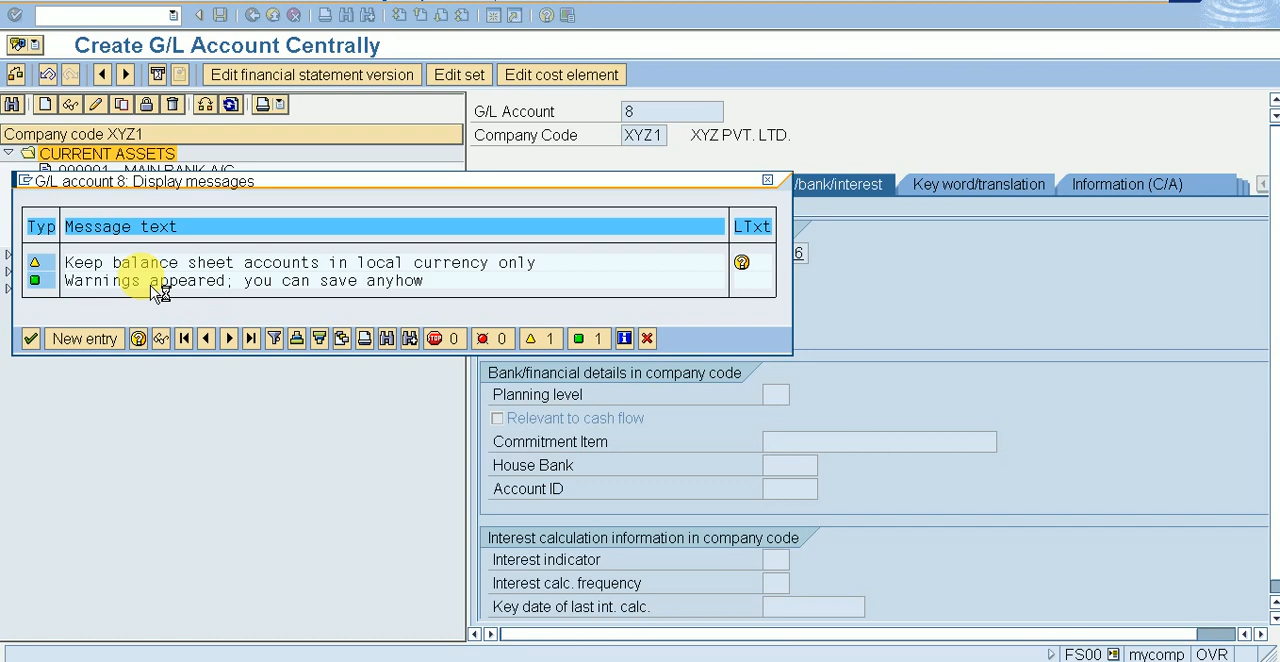 Create G/L Account Centrally
Edit financial statement version
Edit set
Edit cost element
Company code XYZ1
CURRENT ASSETS
000001 MAIN BANK A/C
G/L Account 8
Company Code XYZ1 XYZ PVT. LTD.
/bank/interest
Key word/translation
Information (C/A)
G/L account 8: Display messages
Typ Message text LTxt
Keep balance sheet accounts in local currency only
Warnings appeared; you can save anyhow
6
New entry
STOP 0
0
1
1
Bank/financial details in company code
Planning level
Relevant to cash flow
Commitment Item
House Bank
Account ID
Interest calculation information in company code
Interest indicator
Interest calc. frequency
Key date of last int. calc.
FS00 mycomp OVR